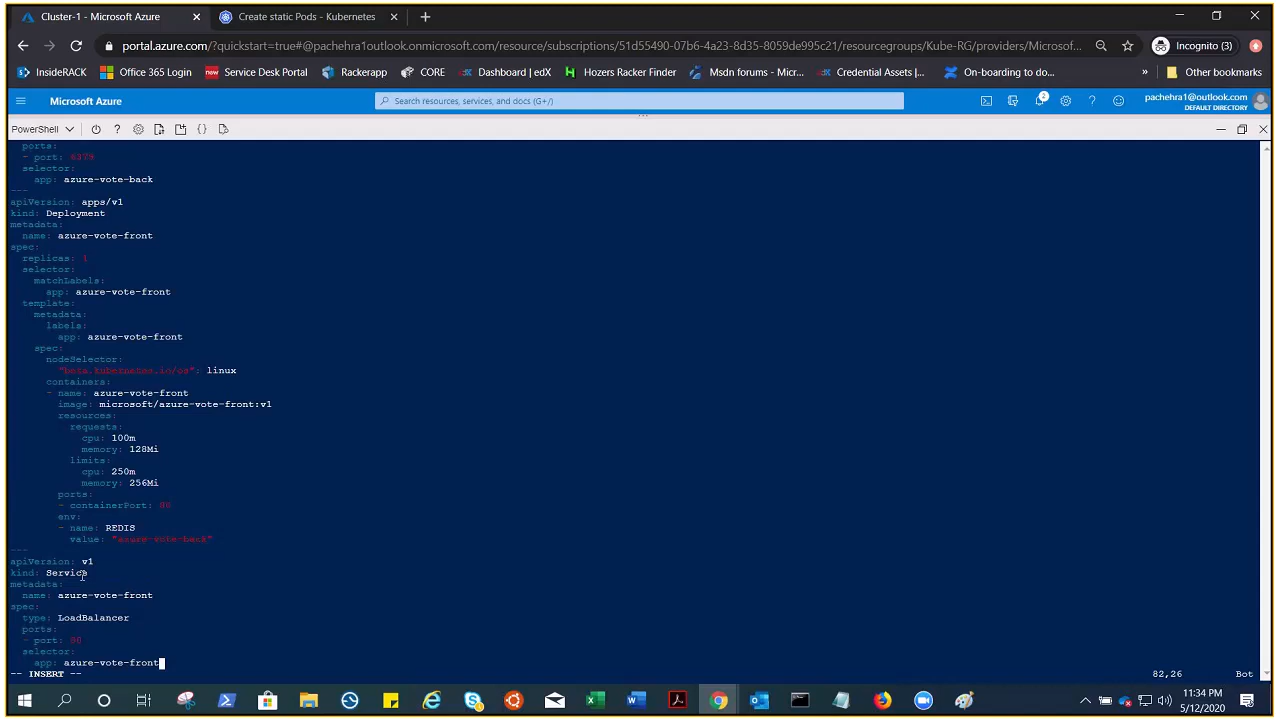 Cluster-1 - Microsoft Azure
Create static Pods - Kubernetes
portal.azure.com/?quickstart=true#@pachehra1outlook.onmicrosoft.com/resource/subscriptions/51d55490-07b6-4a23-8d35-8059de995c21/resourcegroups/Kube-RG/providers/Microsof...
Incognito (3)
InsideRACK
Office 365 Login
Service Desk Portal
Rackerapp
CORE
Dashboard | edX
Hozers Racker Finder
Msdn forums - Micr...
Credential Assets |...
On-boarding to do...
»
Other bookmarks
Microsoft Azure
Search resources, services, and docs (G+/)
2
pachehra1@outlook.com
DEFAULT DIRECTORY
PowerShell
ports:
- port: 6379
selector:
app: azure-vote-back
---
apiVersion: apps/v1
kind: Deployment
metadata:
name: azure-vote-front
spec:
replicas: 1
selector:
matchLabels:
app: azure-vote-front
template:
metadata:
labels:
app: azure-vote-front
spec:
nodeSelector:
"beta.kubernetes.io/os": linux
containers:
- name: azure-vote-front
image: microsoft/azure-vote-front:v1
resources:
requests:
cpu: 100m
memory: 128Mi
limits:
cpu: 250m
memory: 256Mi
ports:
- containerPort: 80
env:
- name: REDIS
value: "azure-vote-back"
---
apiVersion: v1
kind: Service
metadata:
name: azure-vote-front
spec:
type: LoadBalancer
ports:
- port: 80
selector:
app: azure-vote-front
-- INSERT --
82,26
Bot
11:34 PM
5/12/2020